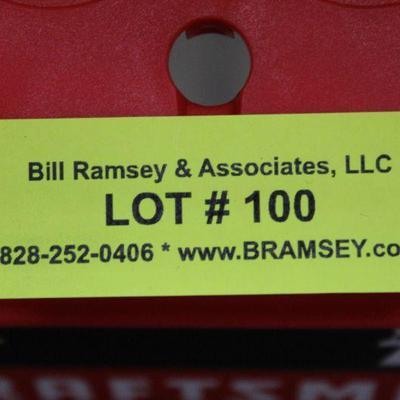 Bill Ramsey & Associates, LLC
LOT # 100
828-252-0406 * www.BRAMSEY.co